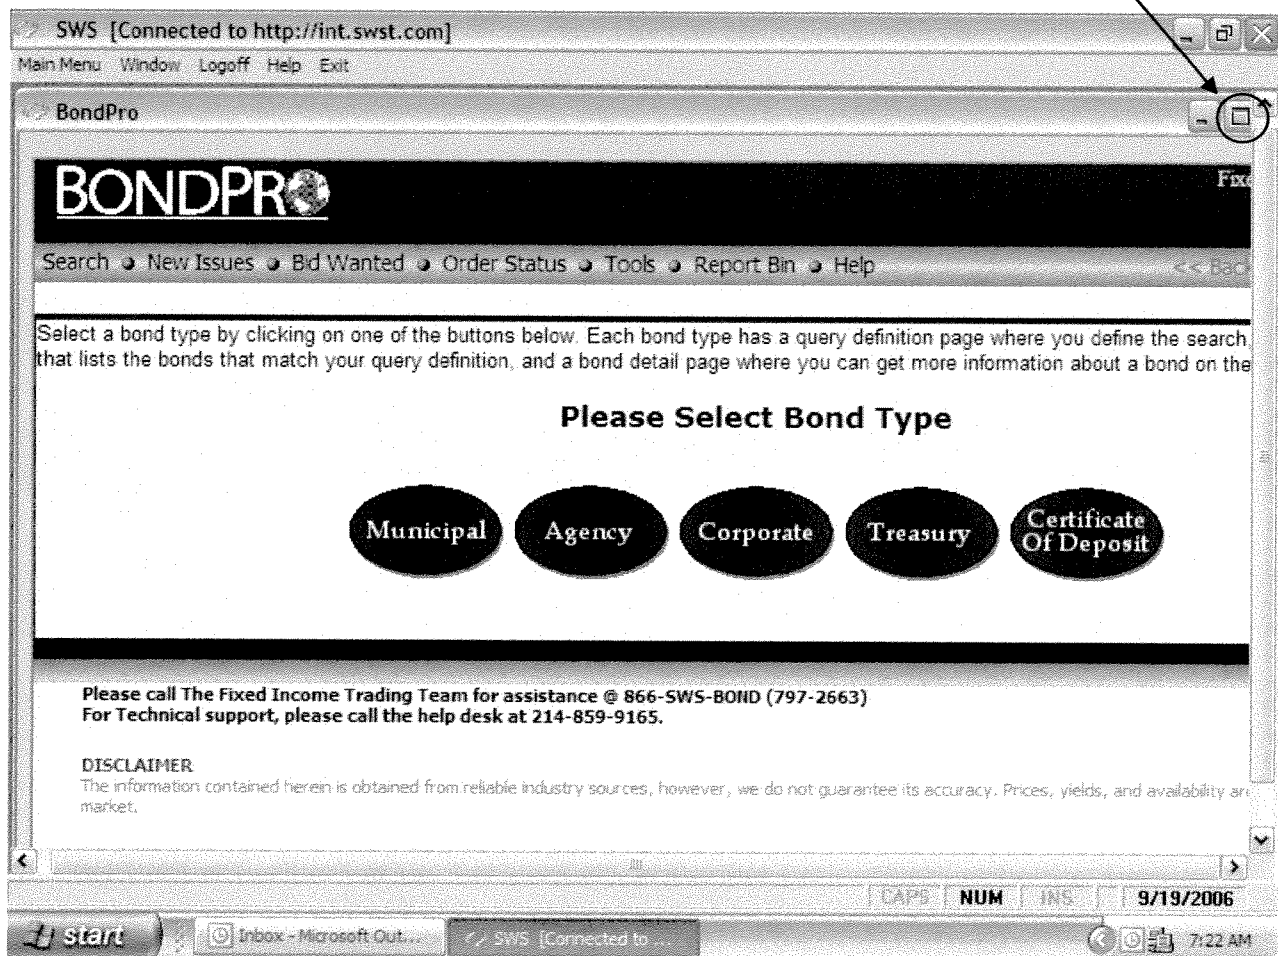 SWS [Connected to http://int.swst.com]
Main Menu Window Logoff Help Exit
BondPro
BONDPRO
Fixe
Search New Issues Bid Wanted Order Status Tools Report Bin Help << Back
Select a bond type by clicking on one of the buttons below. Each bond type has a query definition page where you define the search,
that lists the bonds that match your query definition, and a bond detail page where you can get more information about a bond on the
Please Select Bond Type
Municipal
Agency
Corporate
Treasury
Certificate
Of Deposit
Please call The Fixed Income Trading Team for assistance @ 866-SWS-BOND (797-2663)
For Technical support, please call the help desk at 214-859-9165.
DISCLAIMER
The information contained herein is obtained from reliable industry sources, however, we do not guarantee its accuracy. Prices, yields, and availability are
market.
CAPS NUM INS 9/19/2006
start Inbox - Microsoft Out... SWS [Connected to ... 7:22 AM